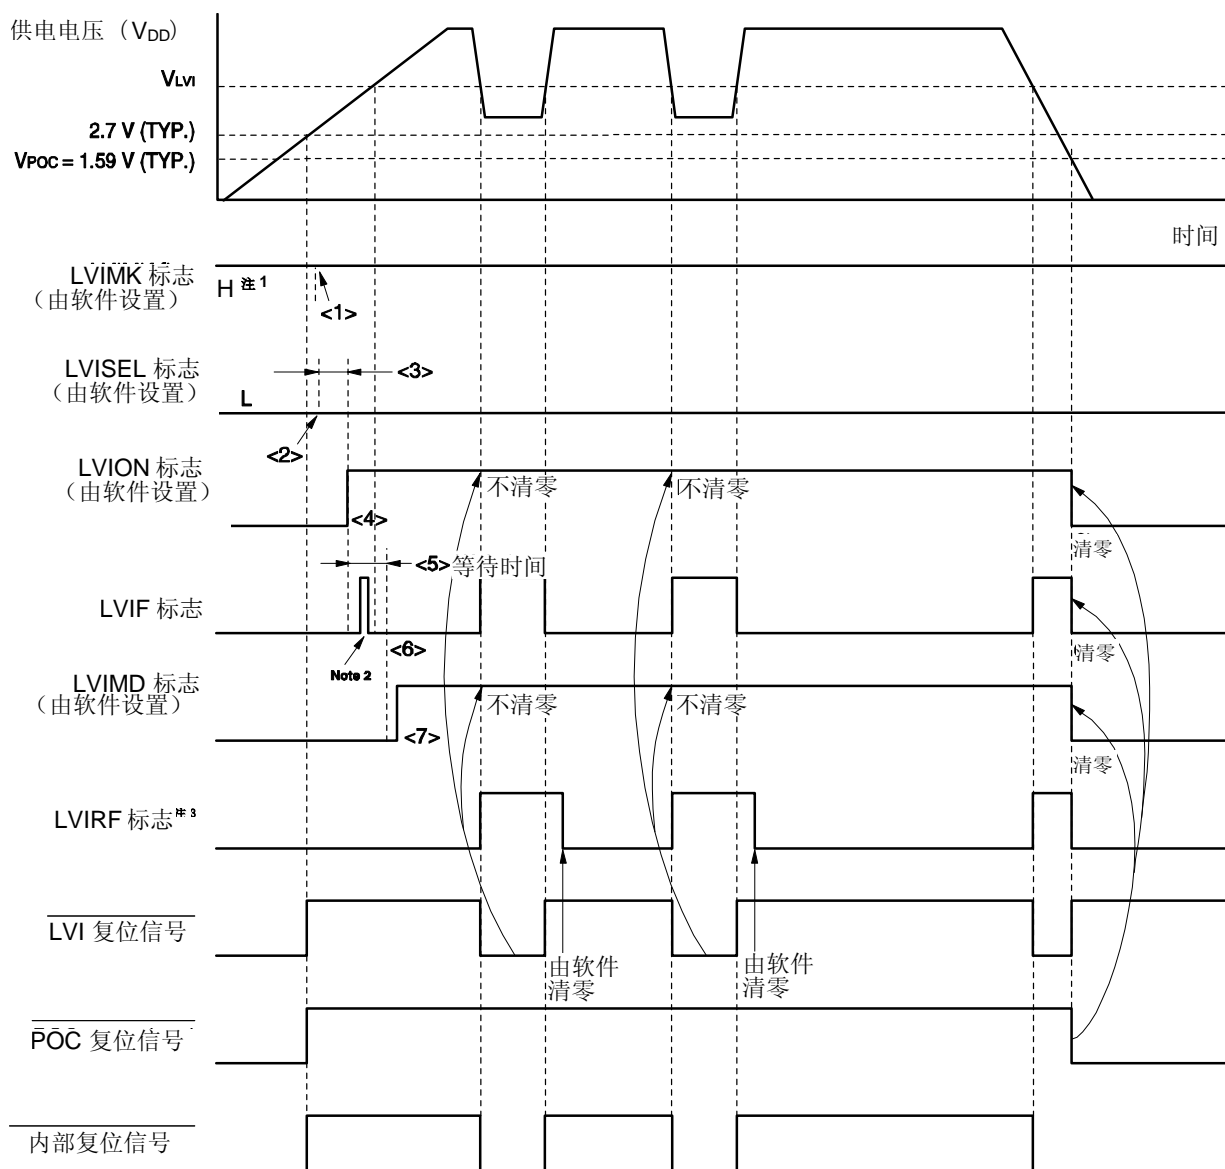 供电电压（VDD）
VLVI
2.7 V (TYP.)
VPOC = 1.59 V (TYP.)
时间
LVIMK 标志
（由软件设置）
H 注 1
<1>
LVISEL 标志
（由软件设置）
<3>
L
<2>
LVION 标志
（由软件设置）
不清零
不清零
<4>
清零
<5> 等待时间
LVIF 标志
<6>
清零
Note 2
LVIMD 标志
（由软件设置）
不清零
不清零
<7>
清零
LVIRF 标志注 3
LVI 复位信号
由软件
清零
由软件
清零
POC 复位信号
内部复位信号